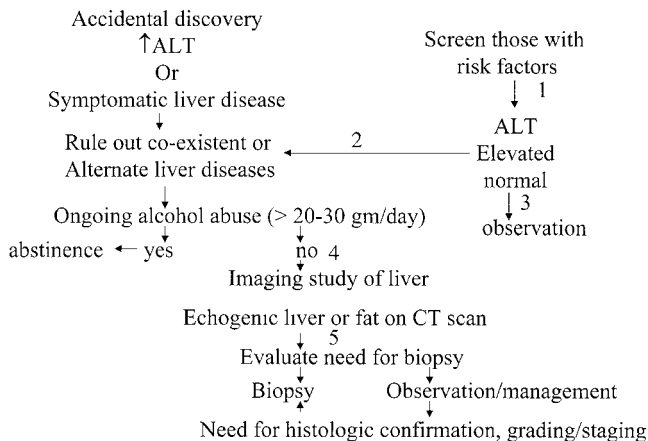 Accidental discovery
↑ALT
Or
Symptomatic liver disease
Rule out co-existent or
Alternate liver diseases
Screen those with
risk factors
1
ALT
Elevated
normal
2
3
observation
Ongoing alcohol abuse (> 20-30 gm/day)
abstinence
yes
no
4
Imaging study of liver
Echogenic liver or fat on CT scan
5
Evaluate need for biopsy
Biopsy
Observation/management
Need for histologic confirmation, grading/staging